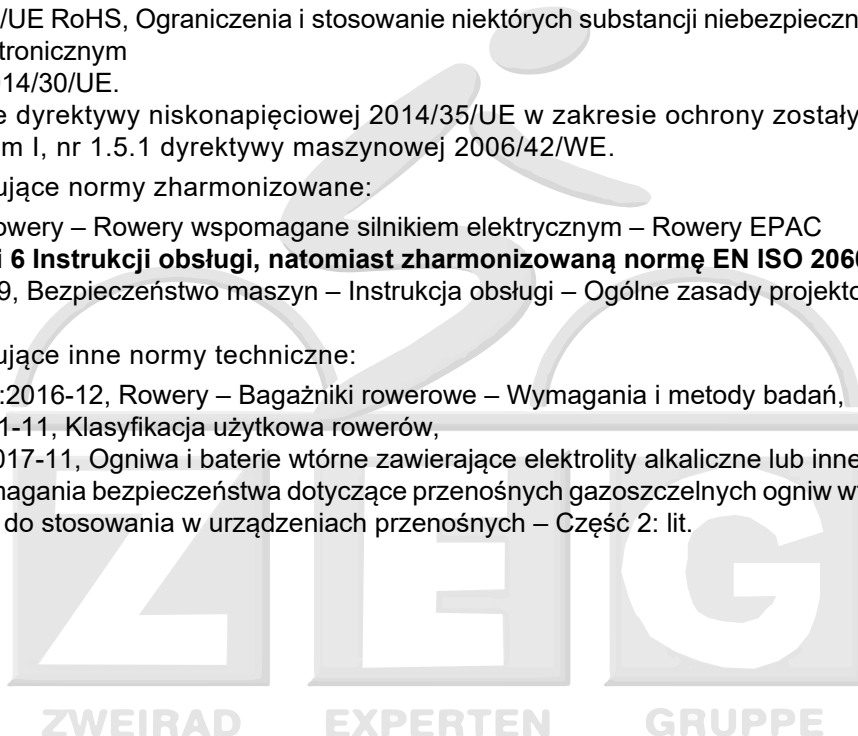 /UE RoHS, Ograniczenia i stosowanie niektórych substancji niebezpieczn
tronicznym
014/30/UE.
e dyrektywy niskonapięciowej 2014/35/UE w zakresie ochrony zostały
m I, nr 1.5.1 dyrektywy maszynowej 2006/42/WE.
ujące normy zharmonizowane:
owery – Rowery wspomagane silnikiem elektrycznym – Rowery EPAC
i 6 Instrukcji obsługi, natomiast zharmonizowaną normę EN ISO 2060
9, Bezpieczeństwo maszyn – Instrukcja obsługi – Ogólne zasady projekto
ujące inne normy techniczne:
:2016-12, Rowery – Bagażniki rowerowe – Wymagania i metody badań,
1-11, Klasyfikacja użytkowa rowerów,
017-11, Ogniwa i baterie wtórne zawierające elektrolity alkaliczne lub inne
magania bezpieczeństwa dotyczące przenośnych gazoszczelnych ogniw w
do stosowania w urządzeniach przenośnych – Część 2: lit.
ZEG
ZWEIRAD EXPERTEN GRUPPE